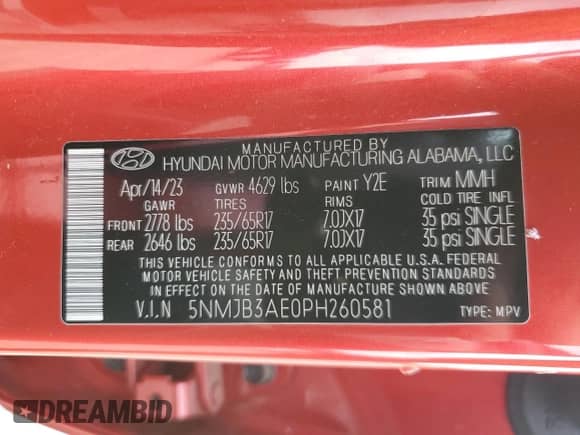 MANUFACTURED BY
HYUNDAI MOTOR MANUFACTURING ALABAMA, LLC
Apr/14/23 GVWR 4629 lbs PAINT Y2E TRIM MMH
GAWR TIRES RIMS COLD TIRE INFL
FRONT 2778 lbs 235/65R17 7.0JX17 35 psi SINGLE
REAR 2646 lbs 235/65R17 7.0JX17 35 psi SINGLE
THIS VEHICLE CONFORMS TO ALL APPLICABLE U.S.A. FEDERAL
MOTOR VEHICLE SAFETY AND THEFT PREVENTION STANDARDS
IN EFFECT ON THE DATE OF MANUFACTURE SHOWN ABOVE
V.I.N 5NMJB3AE0PH260581 TYPE: MPV
DREAMBID